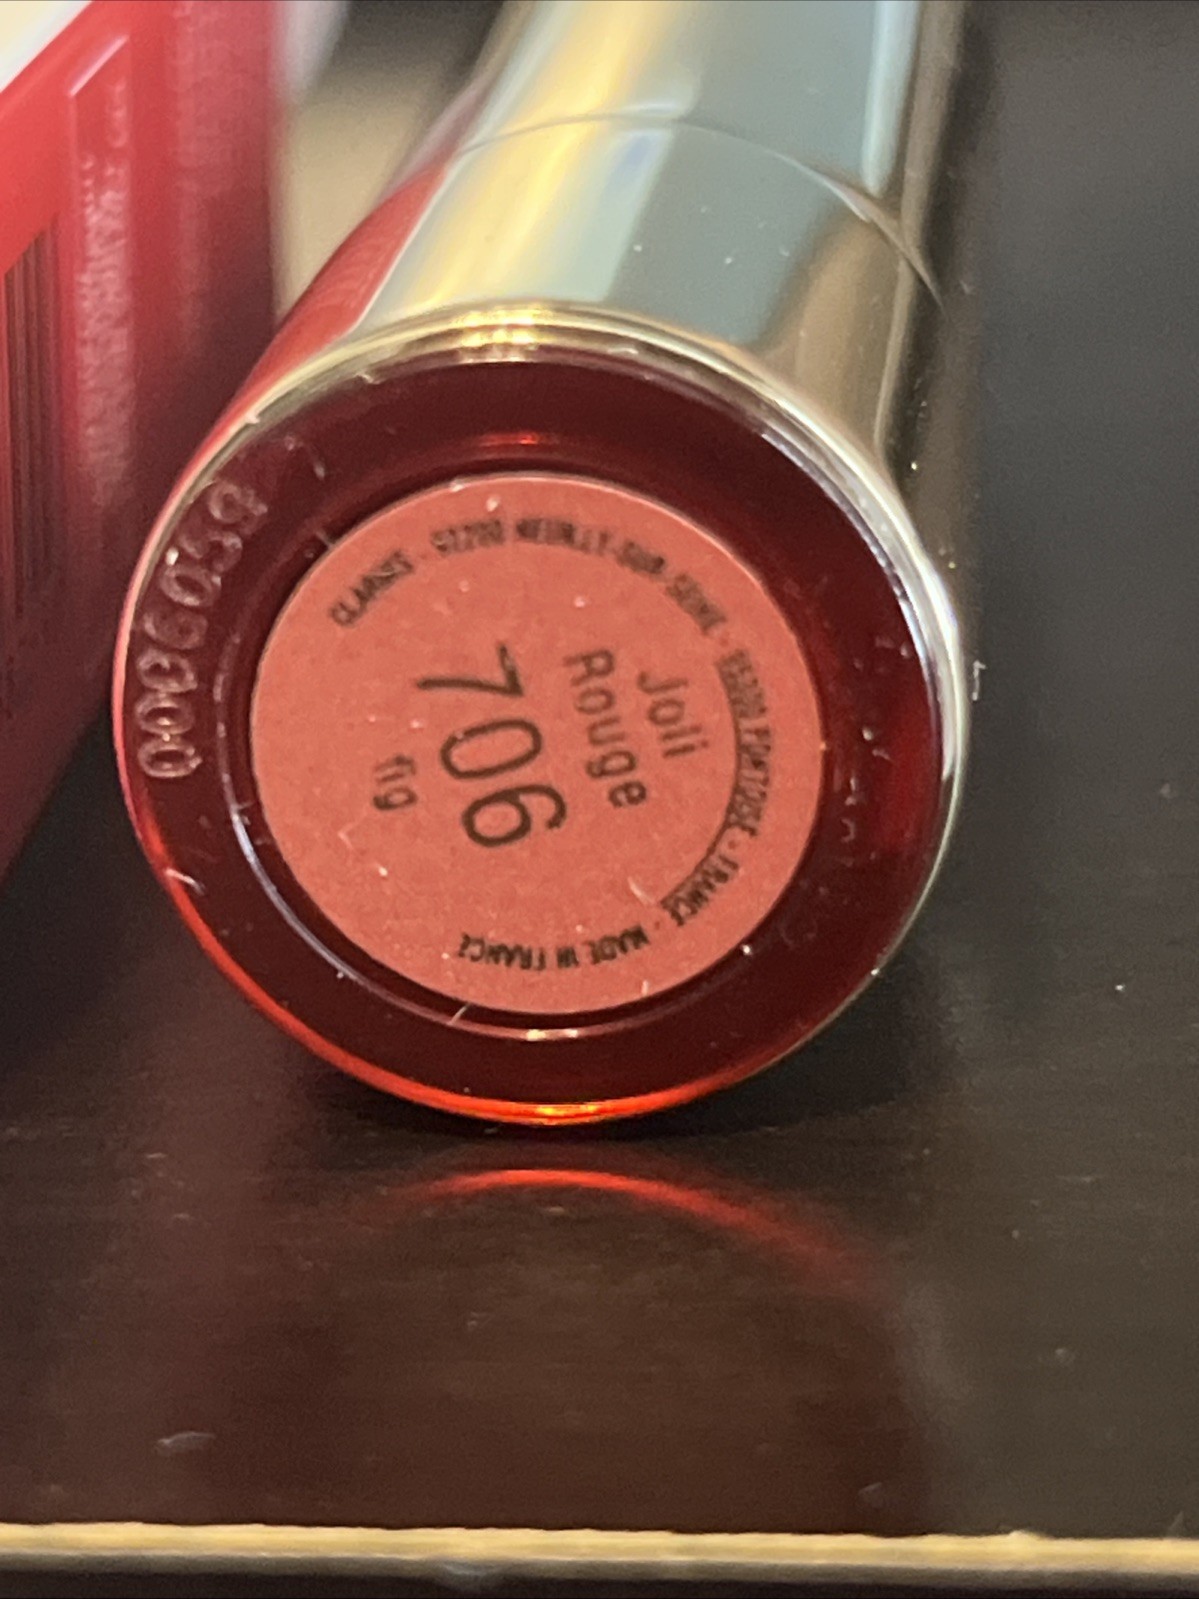 CLARINS - 92200 NEUILLY-SUR-SEINE - 95300 PONTOISE - FRANCE - MADE IN FRANCE
Joli
Rouge
706
fig